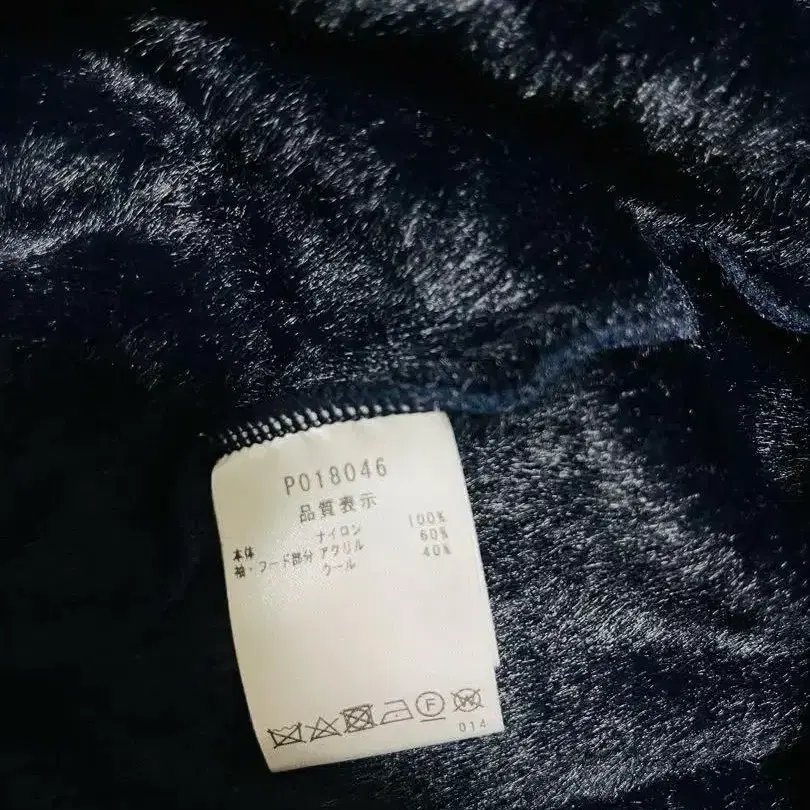 P018046
品質表示
本体 ナイロン 100%
袖・フード部分 アクリル 60%
ウール 40%
F W
014